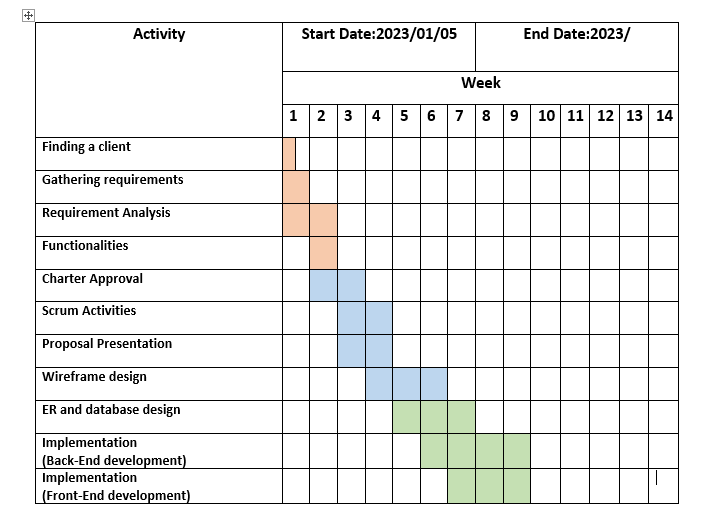 Activity
Start Date:2023/01/05
End Date:2023/
Week
1 2 3 4 5 6 7 8 9 10 11 12 13 14
Finding a client
Gathering requirements
Requirement Analysis
Functionalities
Charter Approval
Scrum Activities
Proposal Presentation
Wireframe design
ER and database design
Implementation
(Back-End development)
Implementation
(Front-End development)